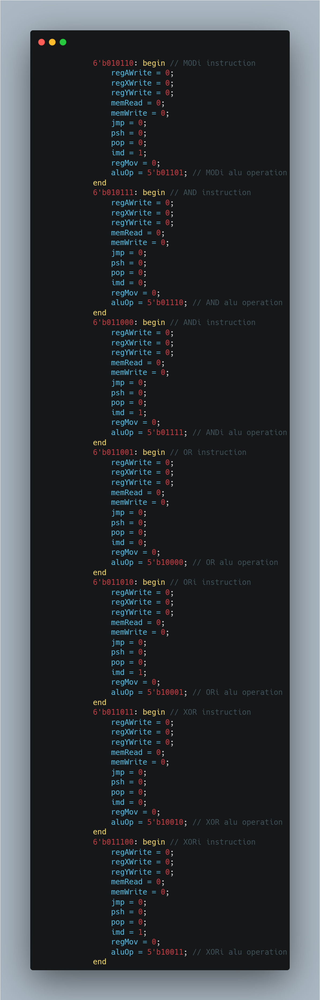 6'b010110: begin // MODi instruction
regAWrite = 0;
regXWrite = 0;
regYWrite = 0;
memRead = 0;
memWrite = 0;
jmp = 0;
psh = 0;
pop = 0;
imd = 1;
regMov = 0;
aluOp = 5'b01101; // MODi alu operation
end
6'b010111: begin // AND instruction
regAWrite = 0;
regXWrite = 0;
regYWrite = 0;
memRead = 0;
memWrite = 0;
jmp = 0;
psh = 0;
pop = 0;
imd = 0;
regMov = 0;
aluOp = 5'b01110; // AND alu operation
end
6'b011000: begin // ANDi instruction
regAWrite = 0;
regXWrite = 0;
regYWrite = 0;
memRead = 0;
memWrite = 0;
jmp = 0;
psh = 0;
pop = 0;
imd = 1;
regMov = 0;
aluOp = 5'b01111; // ANDi alu operation
end
6'b011001: begin // OR instruction
regAWrite = 0;
regXWrite = 0;
regYWrite = 0;
memRead = 0;
memWrite = 0;
jmp = 0;
psh = 0;
pop = 0;
imd = 0;
regMov = 0;
aluOp = 5'b10000; // OR alu operation
end
6'b011010: begin // ORi instruction
regAWrite = 0;
regXWrite = 0;
regYWrite = 0;
memRead = 0;
memWrite = 0;
jmp = 0;
psh = 0;
pop = 0;
imd = 1;
regMov = 0;
aluOp = 5'b10001; // ORi alu operation
end
6'b011011: begin // XOR instruction
regAWrite = 0;
regXWrite = 0;
regYWrite = 0;
memRead = 0;
memWrite = 0;
jmp = 0;
psh = 0;
pop = 0;
imd = 0;
regMov = 0;
aluOp = 5'b10010; // XOR alu operation
end
6'b011100: begin // XORi instruction
regAWrite = 0;
regXWrite = 0;
regYWrite = 0;
memRead = 0;
memWrite = 0;
jmp = 0;
psh = 0;
pop = 0;
imd = 1;
regMov = 0;
aluOp = 5'b10011; // XORi alu operation
end